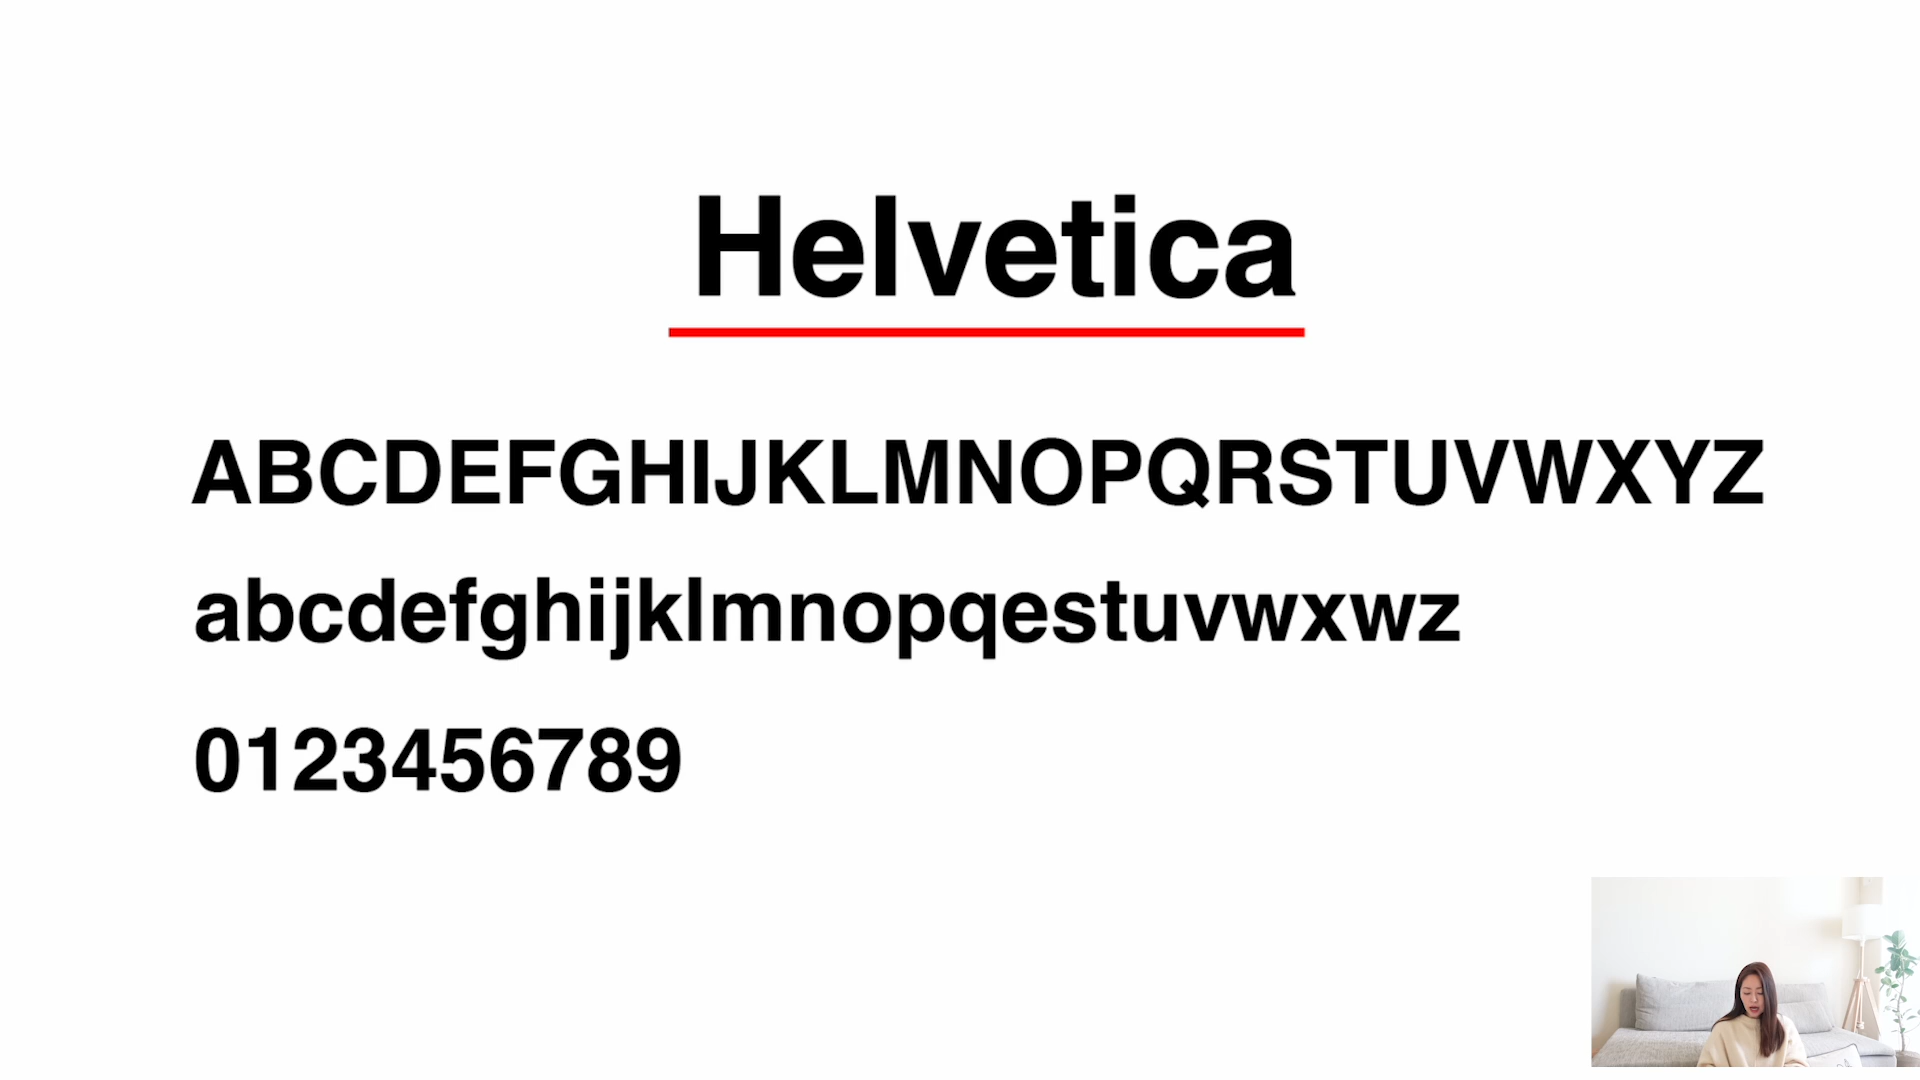 Helvetica
ABCDEFGHIJKLMNOPQRSTUVWXYZ
abcdefghijklmnopqestuvwxwz
0123456789